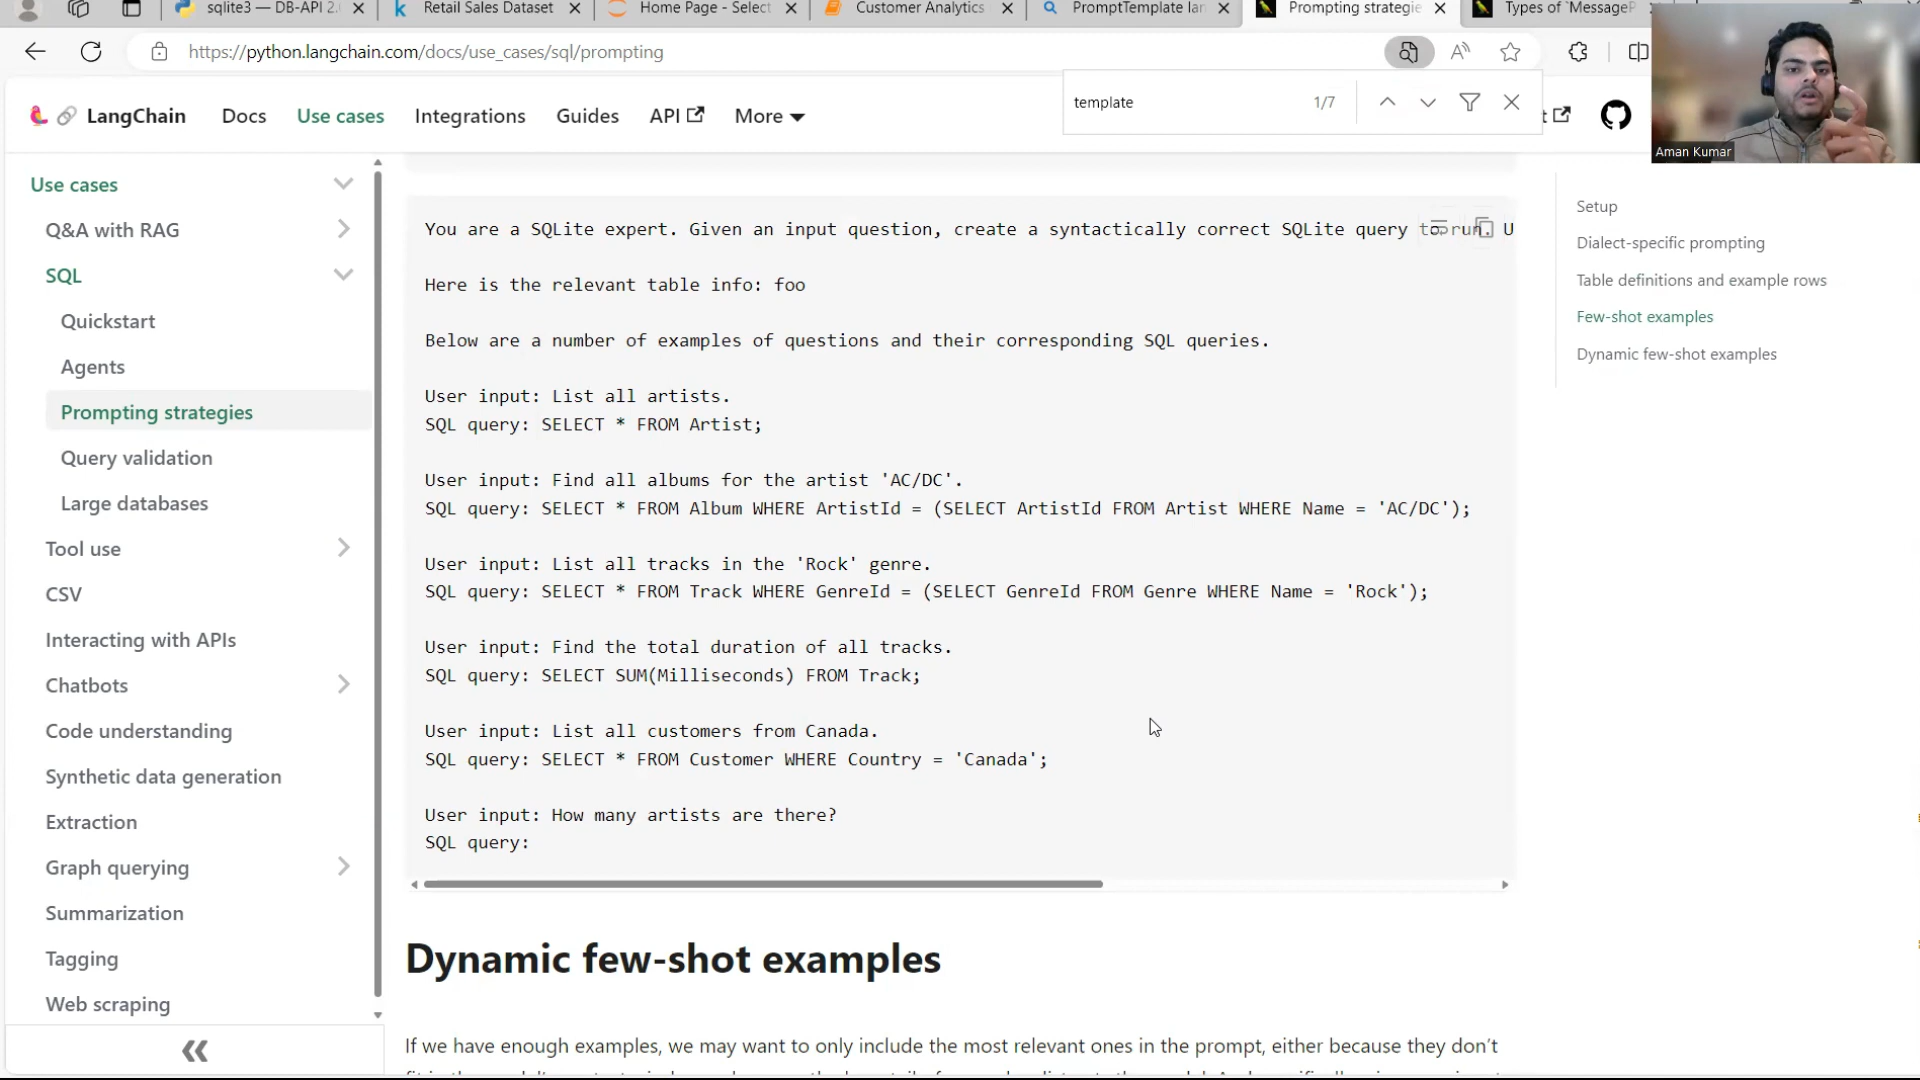 sqlite3 — DB-API 2.
Retail Sales Dataset
Home Page - Select
Customer Analytics
PromptTemplate lan
Prompting strategie
Types of `MessageP
https://python.langchain.com/docs/use_cases/sql/prompting
template
1/7
LangChain
Docs
Use cases
Integrations
Guides
API
More
Aman Kumar
Use cases
Q&A with RAG
SQL
Quickstart
Agents
Prompting strategies
Query validation
Large databases
Tool use
CSV
Interacting with APIs
Chatbots
Code understanding
Synthetic data generation
Extraction
Graph querying
Summarization
Tagging
Web scraping
You are a SQLite expert. Given an input question, create a syntactically correct SQLite query to run. U
Here is the relevant table info: foo
Below are a number of examples of questions and their corresponding SQL queries.
User input: List all artists.
SQL query: SELECT * FROM Artist;
User input: Find all albums for the artist 'AC/DC'.
SQL query: SELECT * FROM Album WHERE ArtistId = (SELECT ArtistId FROM Artist WHERE Name = 'AC/DC');
User input: List all tracks in the 'Rock' genre.
SQL query: SELECT * FROM Track WHERE GenreId = (SELECT GenreId FROM Genre WHERE Name = 'Rock');
User input: Find the total duration of all tracks.
SQL query: SELECT SUM(Milliseconds) FROM Track;
User input: List all customers from Canada.
SQL query: SELECT * FROM Customer WHERE Country = 'Canada';
User input: How many artists are there?
SQL query:
Dynamic few-shot examples
If we have enough examples, we may want to only include the most relevant ones in the prompt, either because they don't
Setup
Dialect-specific prompting
Table definitions and example rows
Few-shot examples
Dynamic few-shot examples